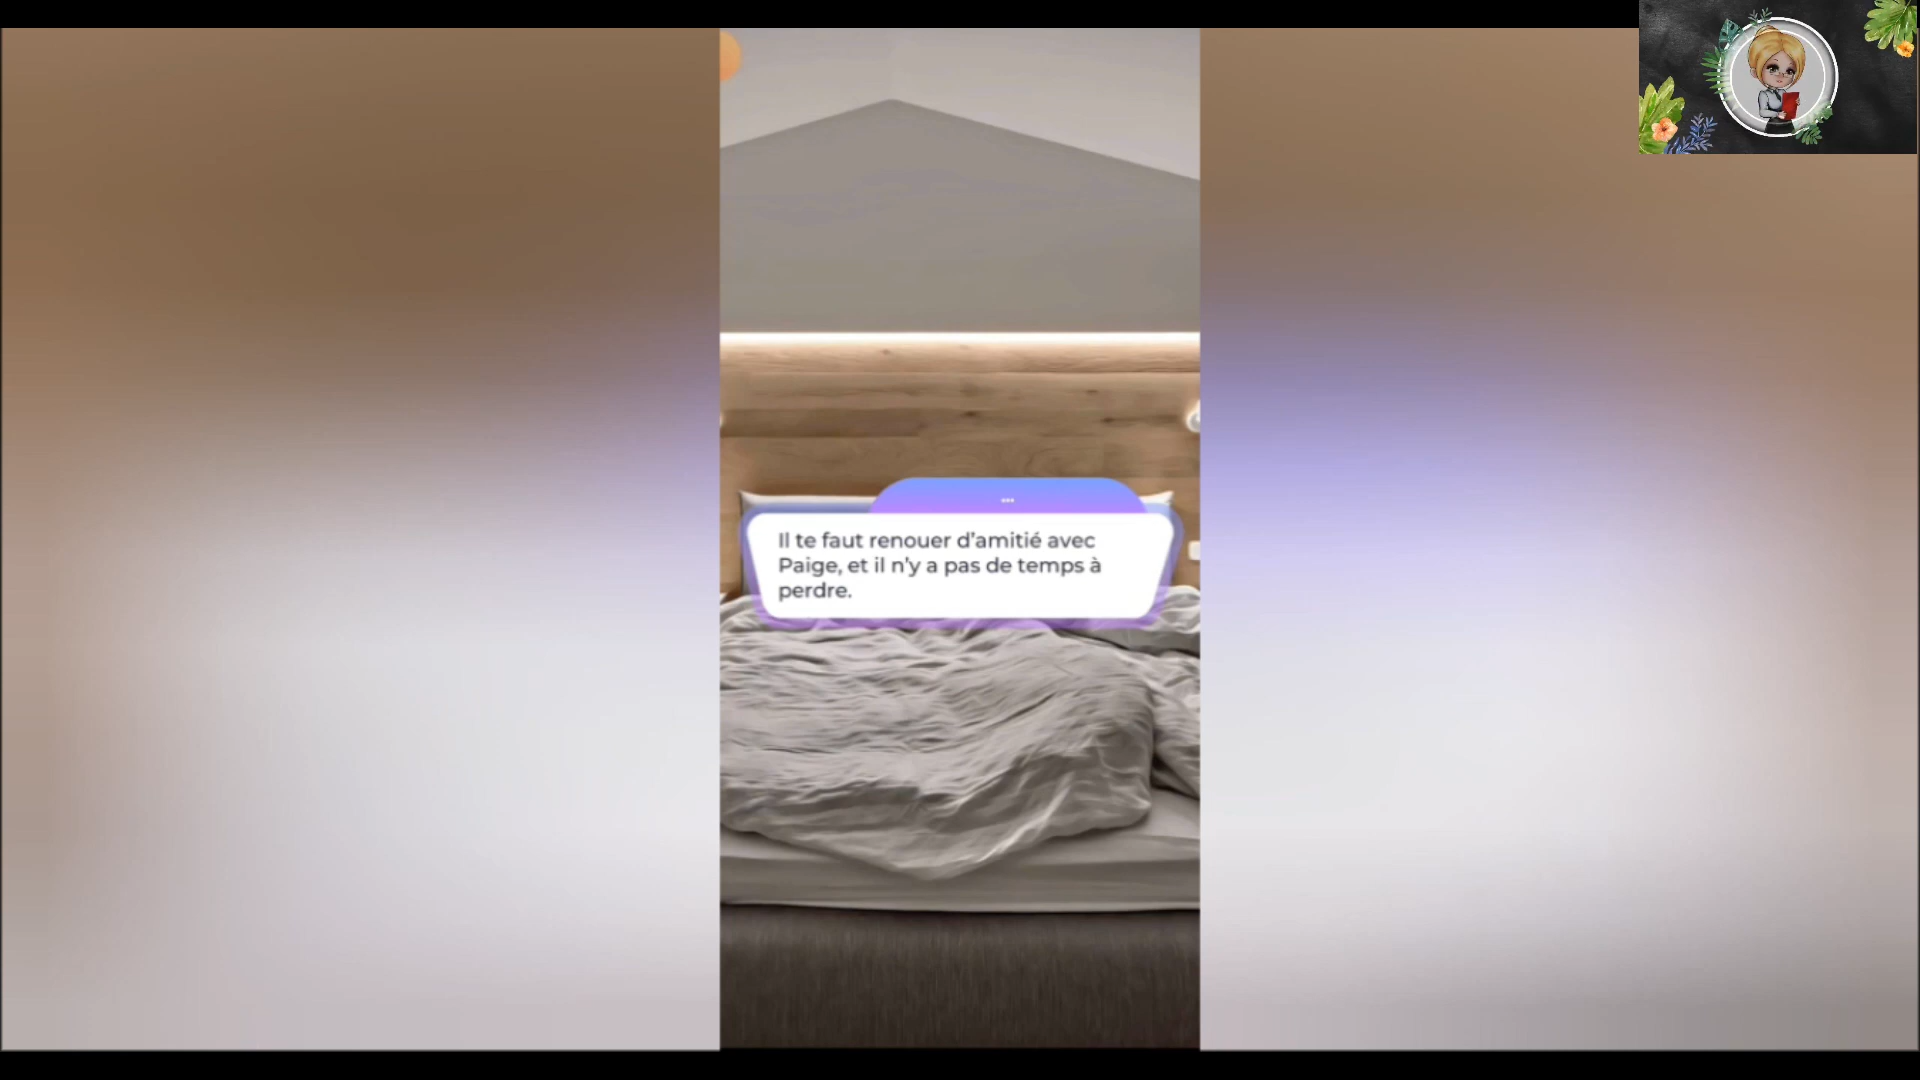 ...
Il te faut renouer d’amitié avec
Paige, et il n’y a pas de temps à
perdre.